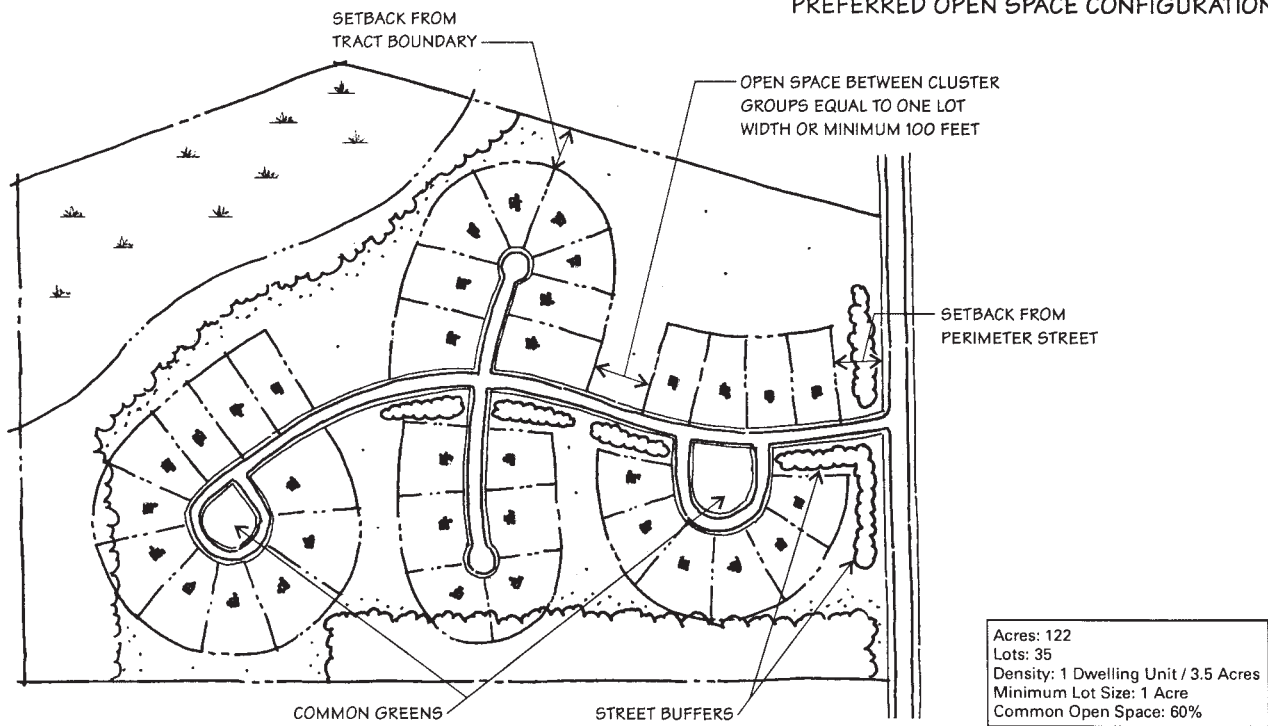 PREFERRED OPEN SPACE CONFIGURATION
SETBACK FROM
TRACT BOUNDARY
OPEN SPACE BETWEEN CLUSTER
GROUPS EQUAL TO ONE LOT
WIDTH OR MINIMUM 100 FEET
SETBACK FROM
PERIMETER STREET
COMMON GREENS
STREET BUFFERS
Acres: 122
Lots: 35
Density: 1 Dwelling Unit / 3.5 Acres
Minimum Lot Size: 1 Acre
Common Open Space: 60%